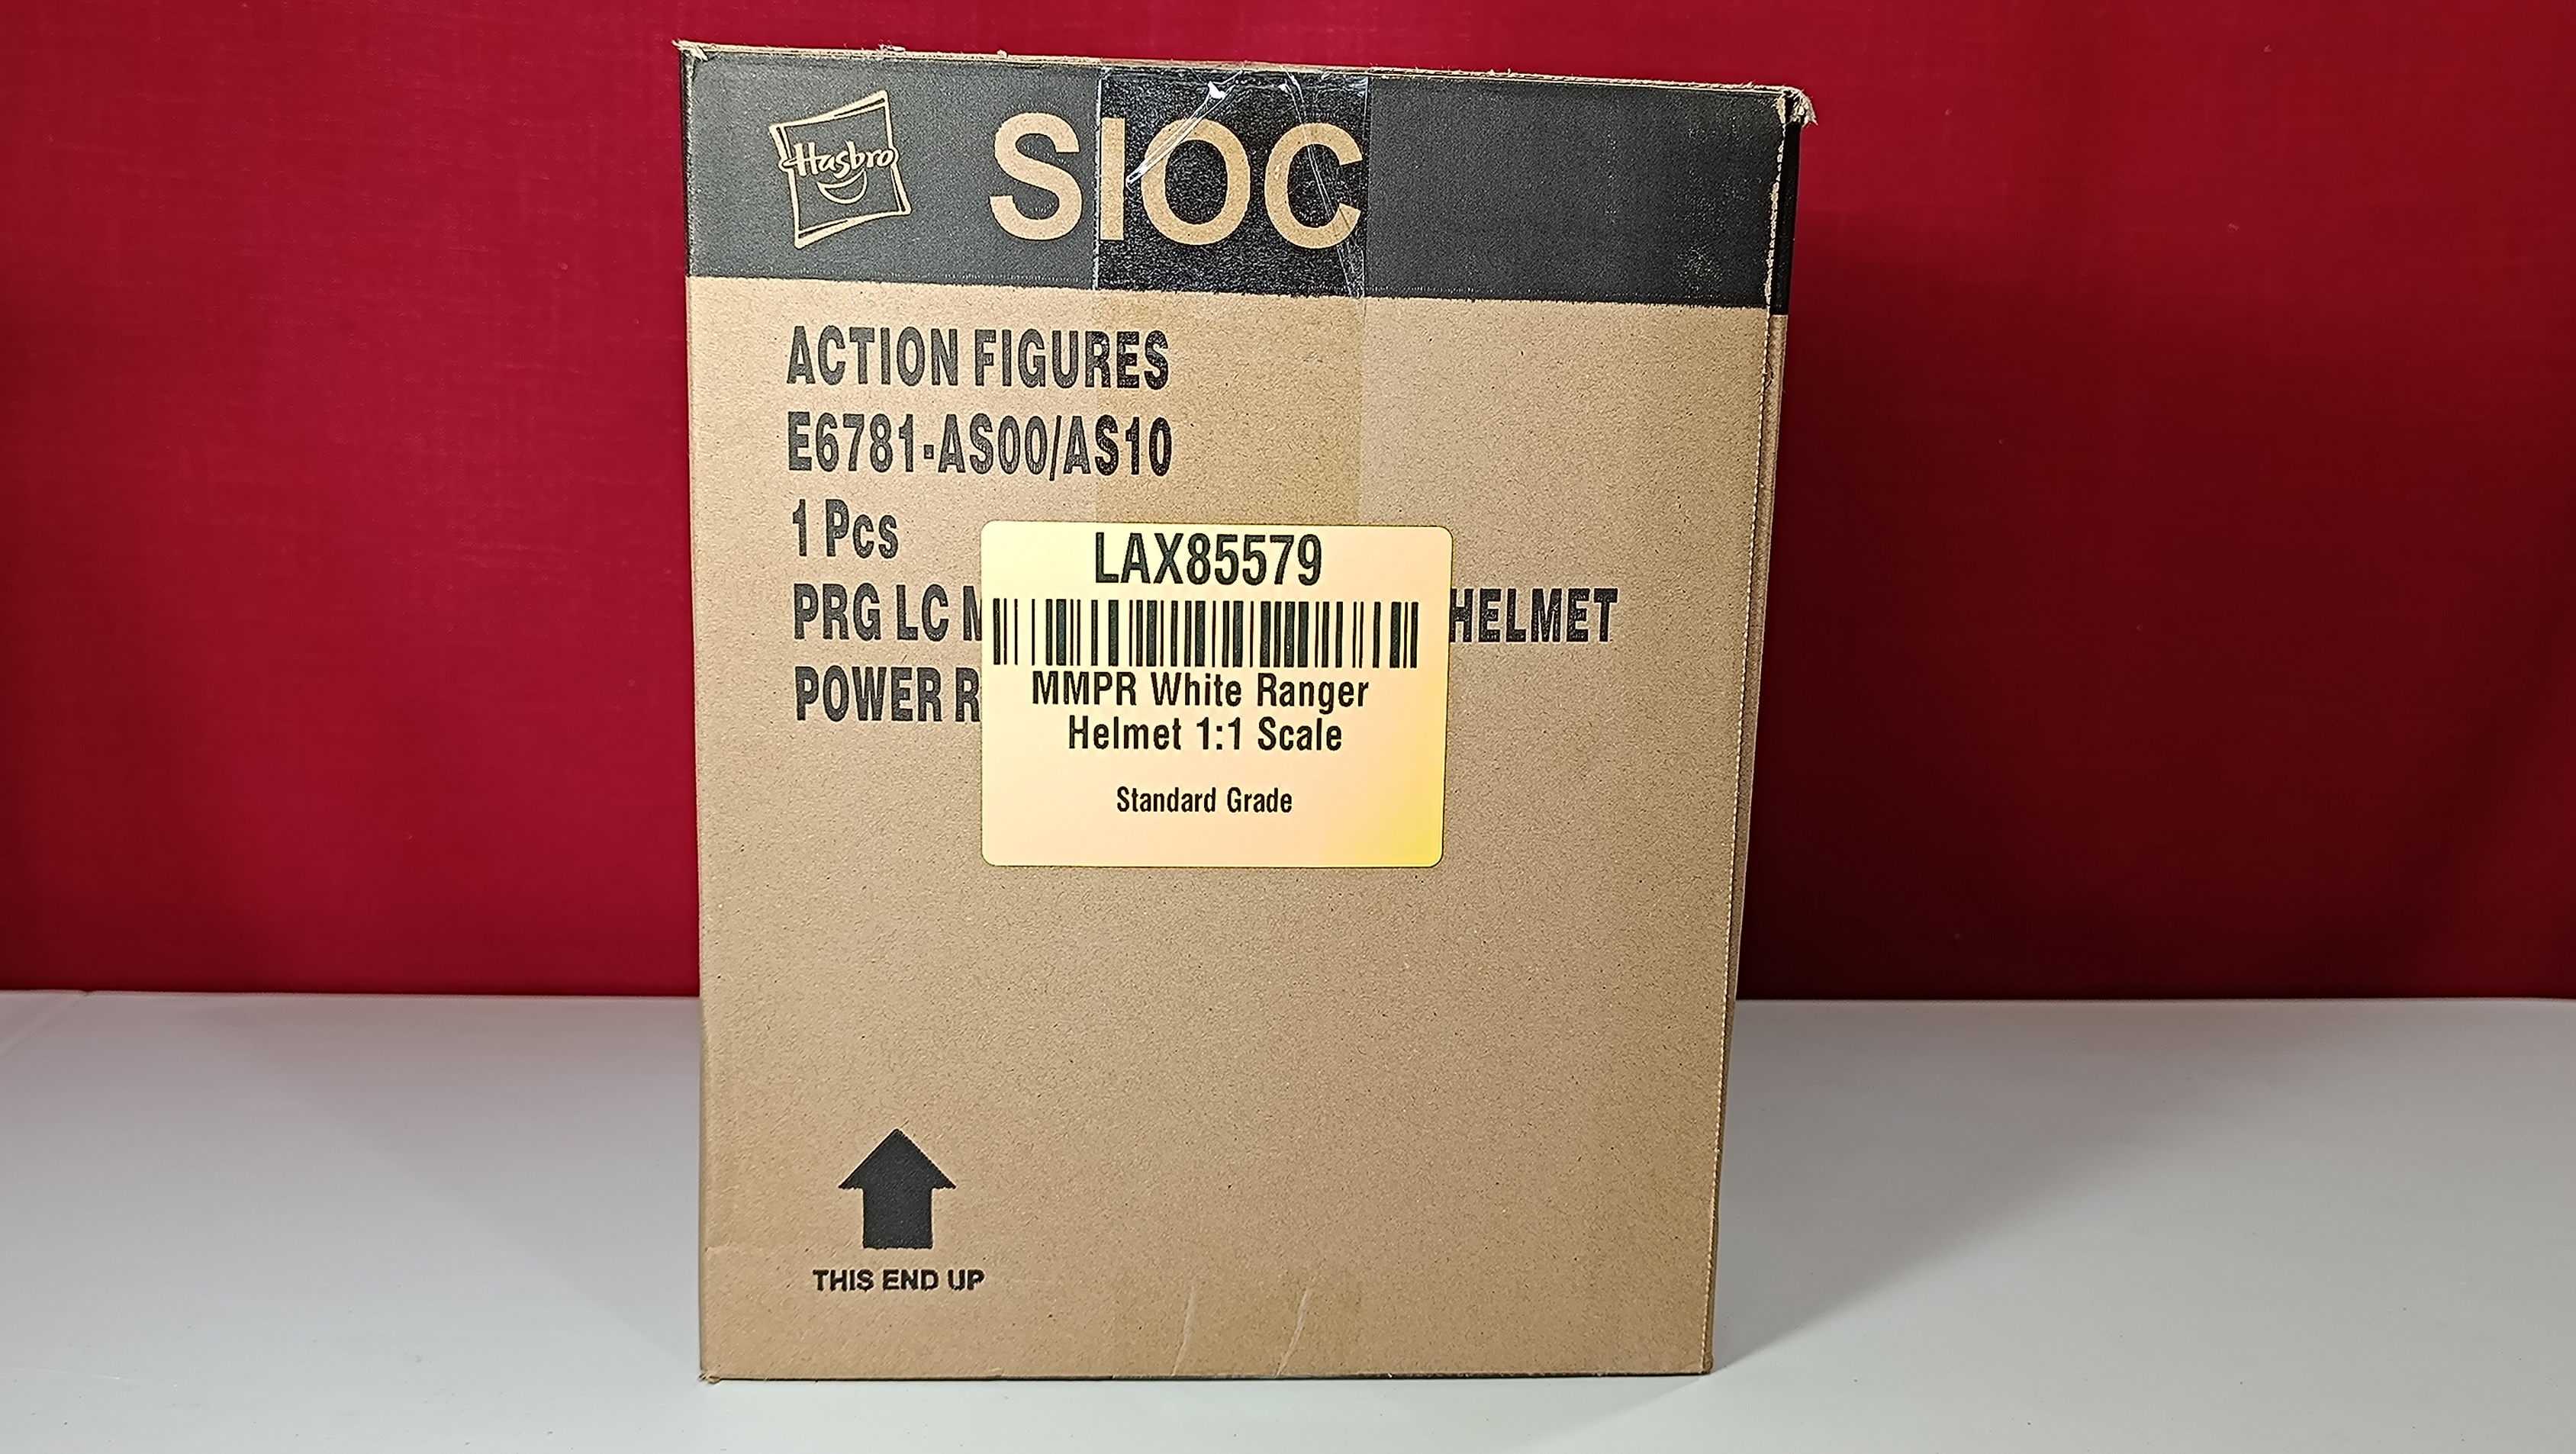 Hasbro
SIOC
ACTION FIGURES
E6781-AS00/AS10
1 Pcs
PRG LC
HELMET
POWER
LAX85579
MMPR White Ranger
Helmet 1:1 Scale
Standard Grade
THIS END UP